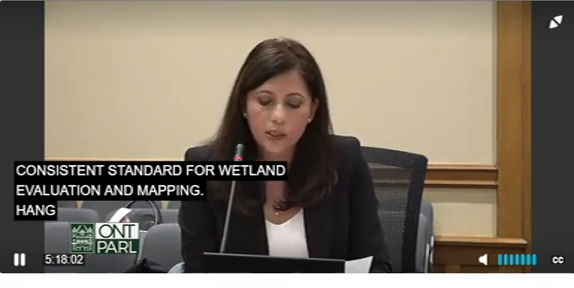 CONSISTENT STANDARD FOR WETLAND
EVALUATION AND MAPPING.
HANG
ONT
PARL
5:18:02
CC